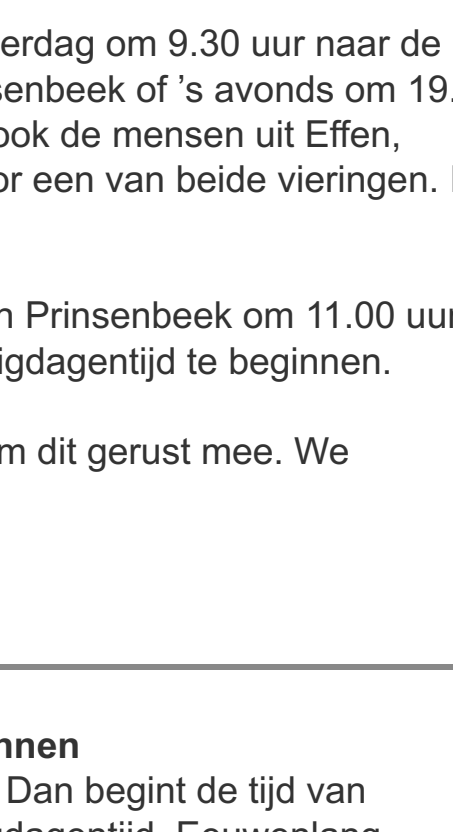 erdag om 9.30 uur naar de
senbeek of ’s avonds om 19.
ook de mensen uit Effen,
or een van beide vieringen.
n Prinsenbeek om 11.00 uur
igdagentijd te beginnen.
m dit gerust mee. We
nnen
Dan begint de tijd van
gdagentijd. Eeuwenlang